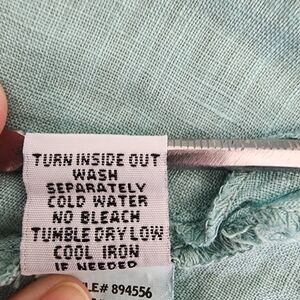 TURN INSIDE OUT
WASH
SEPARATELY
COLD WATER
NO BLEACH
TUMBLE DRY LOW
COOL IRON
IF NEEDED
LE# 894556